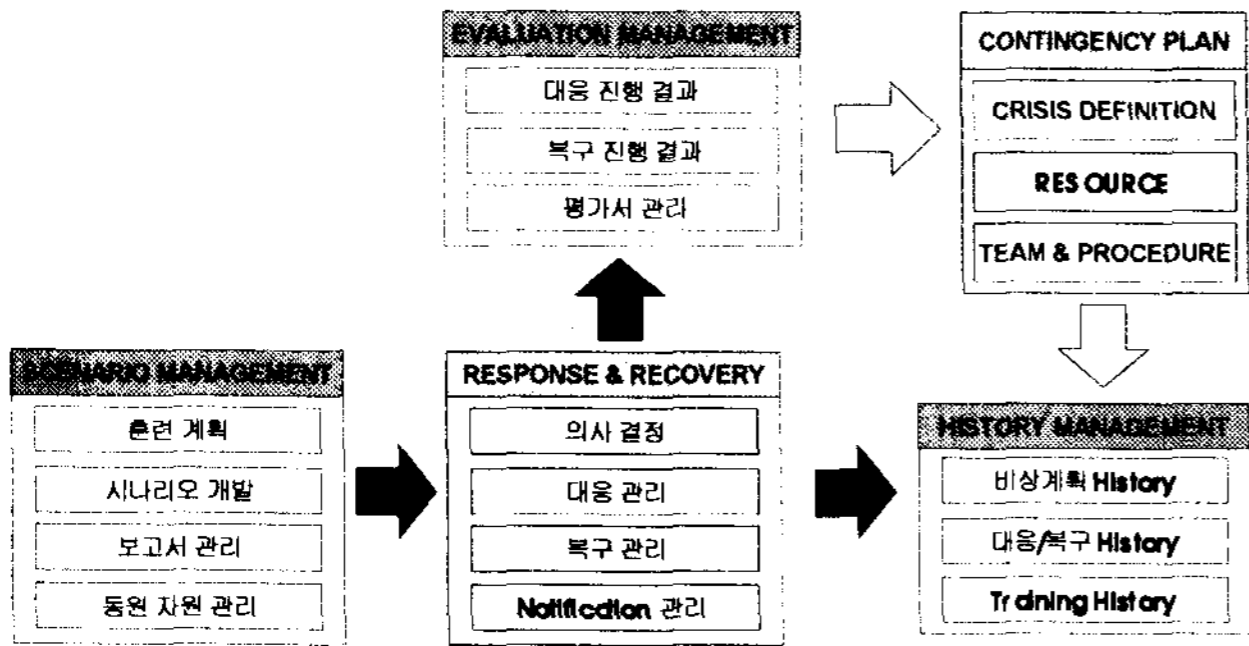 EVALUATION MANAGEMENT
대응 진행 결과
복구 진행 결과
평가서 관리
CONTINGENCY PLAN
CRISIS DEFINITION
RESOURCE
TEAM & PROCEDURE
SCENARIO MANAGEMENT
훈련 계획
시나리오 개발
보고서 관리
동원 자원 관리
RESPONSE & RECOVERY
의사 결정
대응 관리
복구 관리
Notification 관리
HISTORY MANAGEMENT
비상계획 History
대응/복구 History
Training History